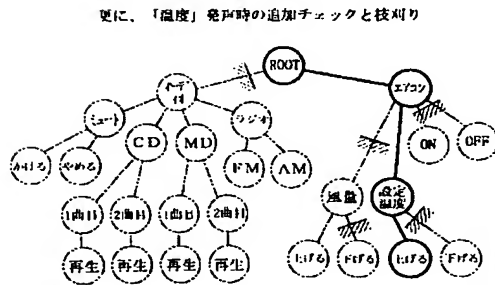 更に、「温度」発声時の追加チェックと枝刈り
ROOT
オーディオ
エアコン
ミュート
CD
MD
ラジオ
ON
OFF
かける
やめる
FM
AM
風量
設定温度
1曲目
2曲目
1曲目
2曲目
上げる
下げる
上げる
下げる
再生
再生
再生
再生